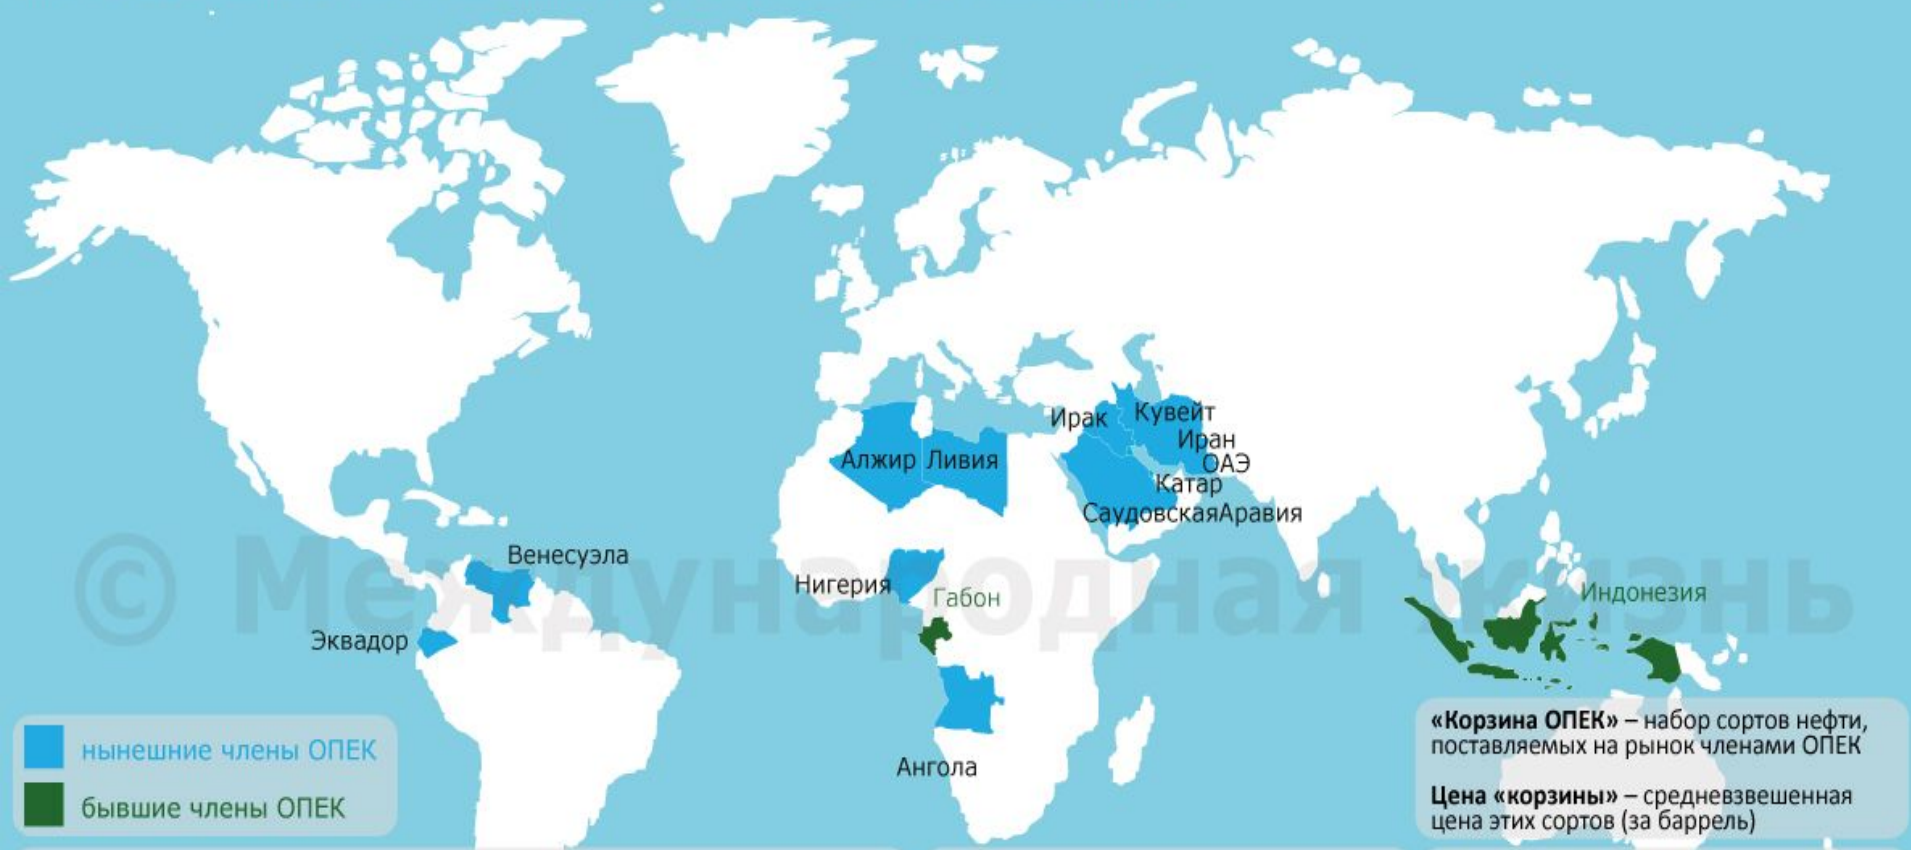 Ирак
Кувейт
Иран
ОАЭ
Алжир
Ливия
Катар
СаудовскаяАравия
© Международная жизнь
Венесуэла
Нигерия
Габон
Индонезия
Эквадор
Ангола
нынешние члены ОПЕК
бывшие члены ОПЕК
«Корзина ОПЕК» – набор сортов нефти,
поставляемых на рынок членами ОПЕК
Цена «корзины» – средневзвешенная
цена этих сортов (за баррель)